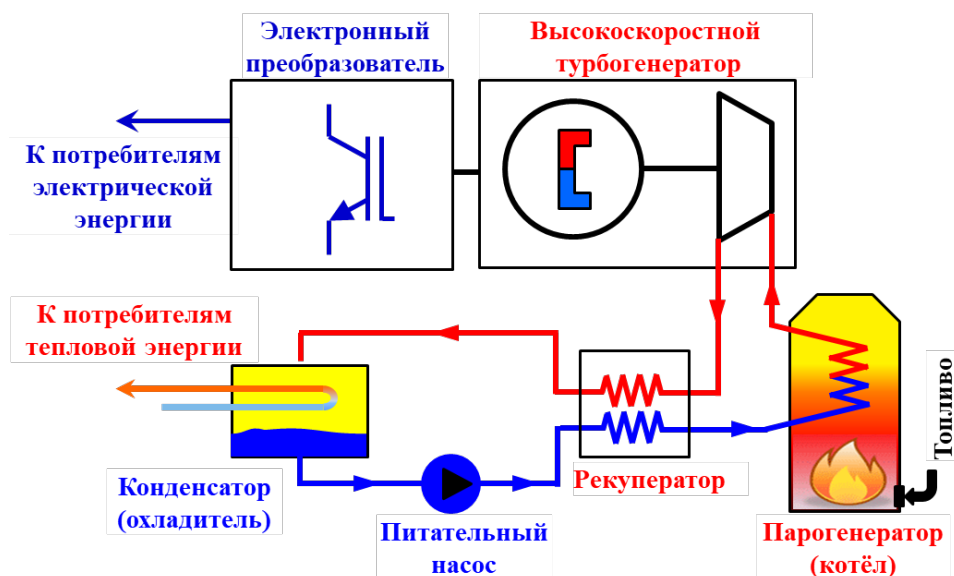 Электронный
преобразователь
Высокоскоростной
турбогенератор
К потребителям
электрической
энергии
К потребителям
тепловой энергии
Топливо
Рекуператор
Конденсатор
(охладитель)
Питательный
насос
Парогенератор
(котёл)